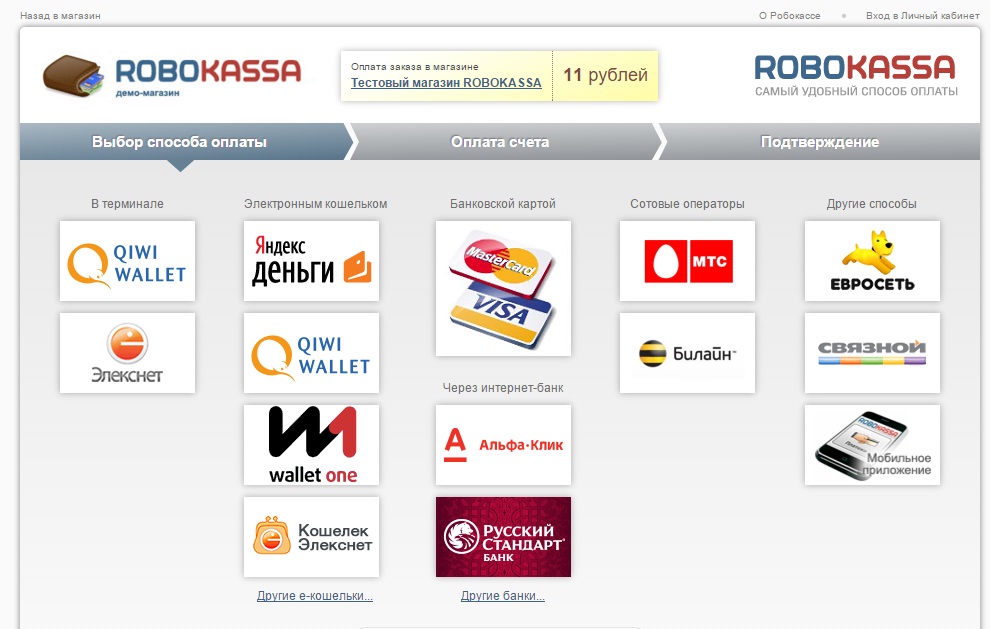 Назад в магазин
О Робокассе
Вход в Личный кабинет
ROBOKASSA
демо-магазин
Оплата заказа в магазине
Тестовый магазин ROBOKASSA
11 рублей
ROBOKASSA
САМЫЙ УДОБНЫЙ СПОСОБ ОПЛАТЫ
Выбор способа оплаты
Оплата счета
Подтверждение
В терминале
Электронным кошельком
Банковской картой
Сотовые операторы
Другие способы
QIWI
WALLET
Яндекс
деньги
MasterCard
VISA
МТС
ЕВРОСЕТЬ
Элекснет
QIWI
WALLET
Билайн™
СВЯЗНОЙ
Через интернет-банк
wallet one
А
Альфа·Клик
ROBOKASSA
Мобильное
приложение
Кошелек
Элекснет
РУССКИЙ
СТАНДАРТ
БАНК
Другие е-кошельки...
Другие банки...